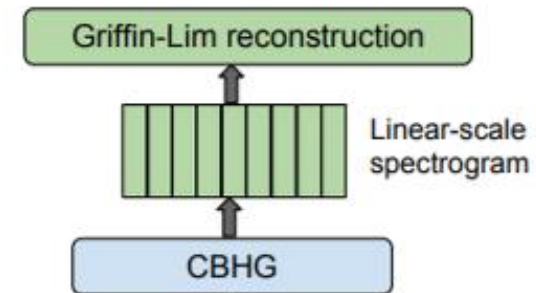 Griffin-Lim reconstruction
Linear-scale
spectrogram
CBHG